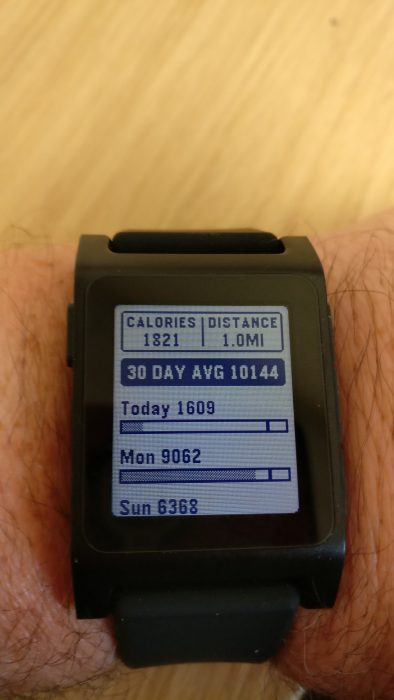 CALORIES | DISTANCE
1821 | 1.0MI
30 DAY AVG 10144
Today 1609
Mon 9062
Sun 6368